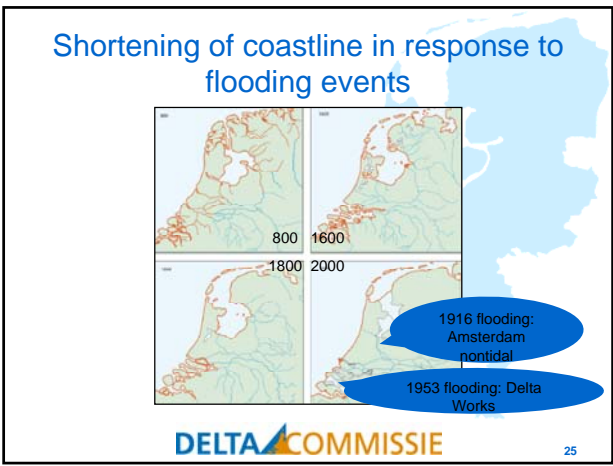 Shortening of coastline in response to
flooding events
800 1600
1800 2000
1916 flooding:
Amsterdam
nontidal
1953 flooding: Delta
Works
DELTACOMMISSIE
25